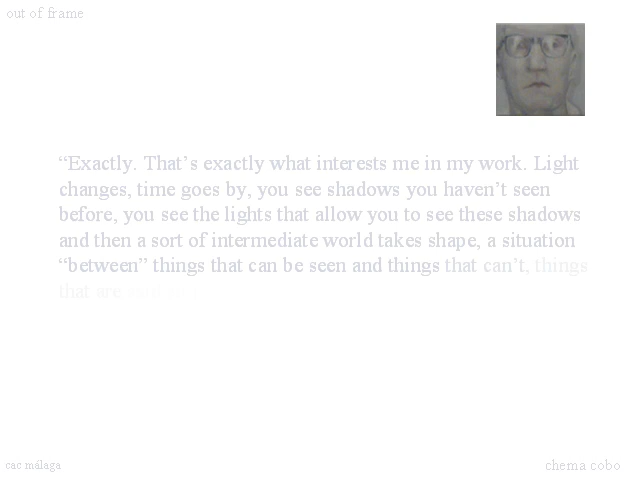 out of frame
“Exactly. That’s exactly what interests me in my work. Light
changes, time goes by, you see shadows you haven’t seen
before, you see the lights that allow you to see these shadows
and then a sort of intermediate world takes shape, a situation
“between” things that can be seen and things that can’t, things
that are
cac málaga
chema cobo